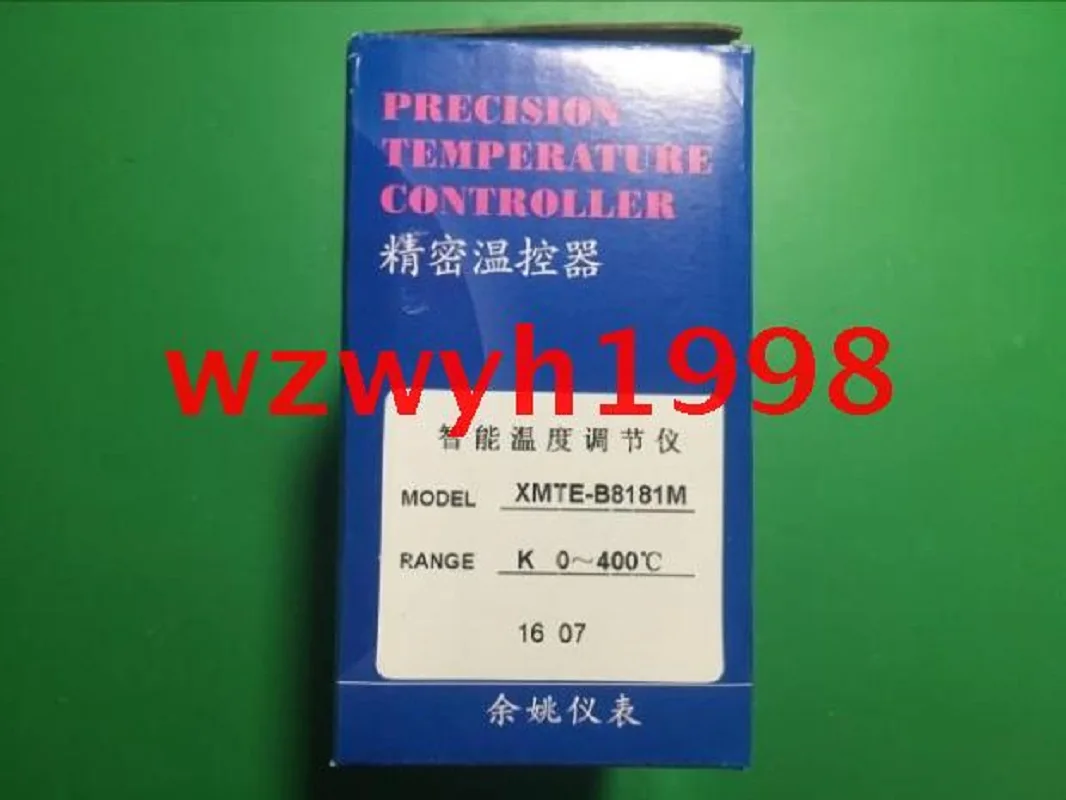 PRECISION
TEMPERATURE
CONTROLLER
精密温控器
wzwyh1998
智能温度调节仪
MODEL XMTE-B8181M
RANGE K 0～400℃
16 07
余姚仪表